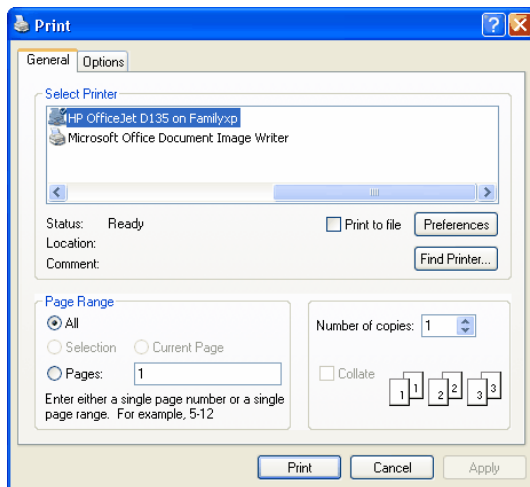 Print
General
Options
Select Printer
HP OfficeJet D135 on Familyxp
Microsoft Office Document Image Writer
Status: Ready
Location:
Comment:
Print to file
Preferences
Find Printer...
Page Range
All
Selection
Current Page
Pages: 1
Enter either a single page number or a single
page range. For example, 5-12
Number of copies: 1
Collate
1 1 2 2 3 3
Print
Cancel
Apply